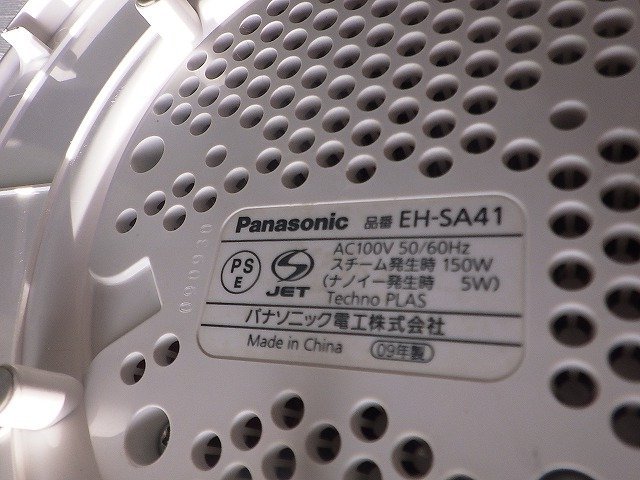 Panasonic 品番 EH-SA41
PS
E
JET
AC100V 50/60Hz
スチーム発生時 150W
(ナノイー発生時 5W)
Techno PLAS
パナソニック電工株式会社
Made in China 09年製